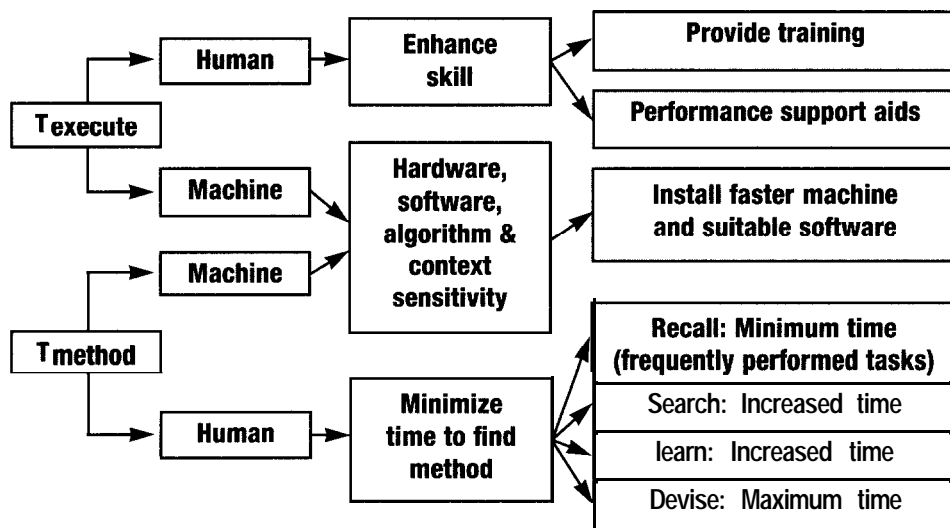 Human
Enhance
skill
Provide training
Performance support aids
Texecute
Machine
Hardware,
software,
algorithm &
context
sensitivity
Install faster machine
and suitable software
Machine
Tmethod
Human
Minimize
time to find
method
Recall: Minimum time
(frequently performed tasks)
Search: Increased time
learn: Increased time
Devise: Maximum time